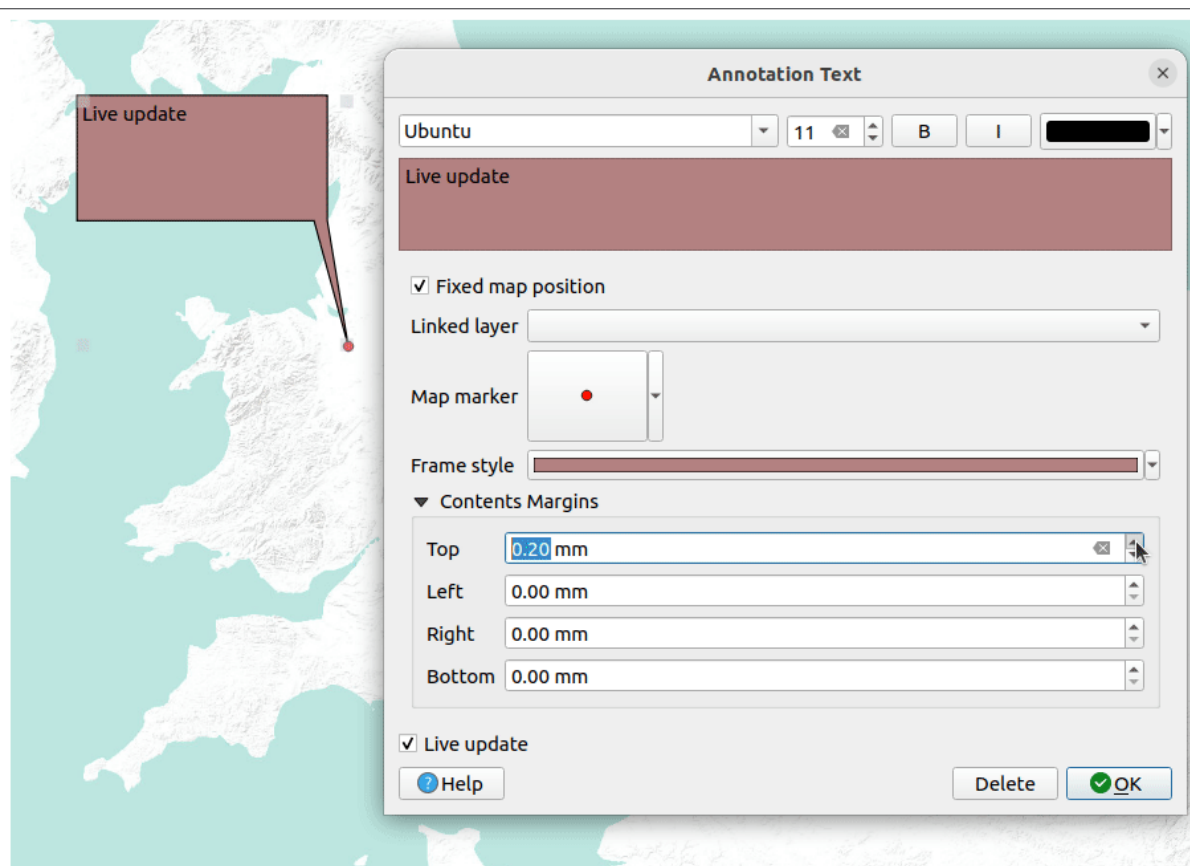 Live update
Annotation Text
Ubuntu 11 B I
Live update
Fixed map position
Linked layer
Map marker
Frame style
Contents Margins
Top 0.20 mm
Left 0.00 mm
Right 0.00 mm
Bottom 0.00 mm
Live update
Help Delete OK